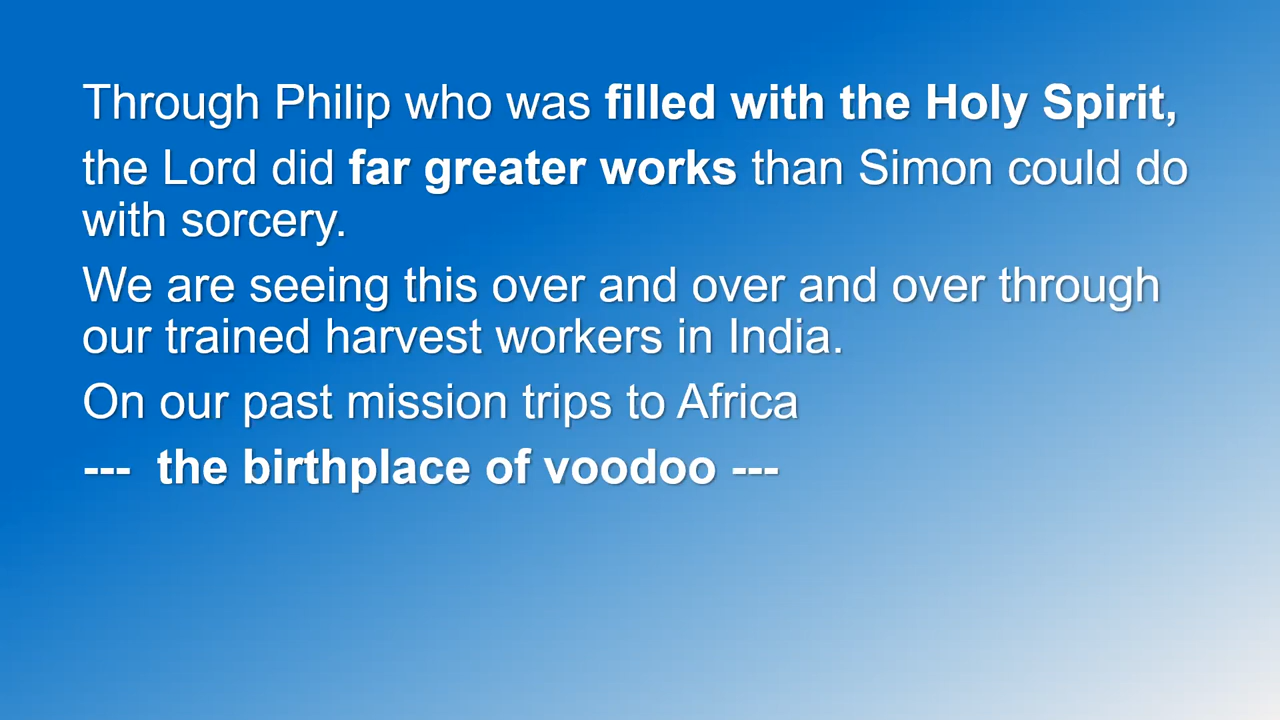 Through Philip who was filled with the Holy Spirit,
the Lord did far greater works than Simon could do
with sorcery.
We are seeing this over and over and over through
our trained harvest workers in India.
On our past mission trips to Africa
---  the birthplace of voodoo ---